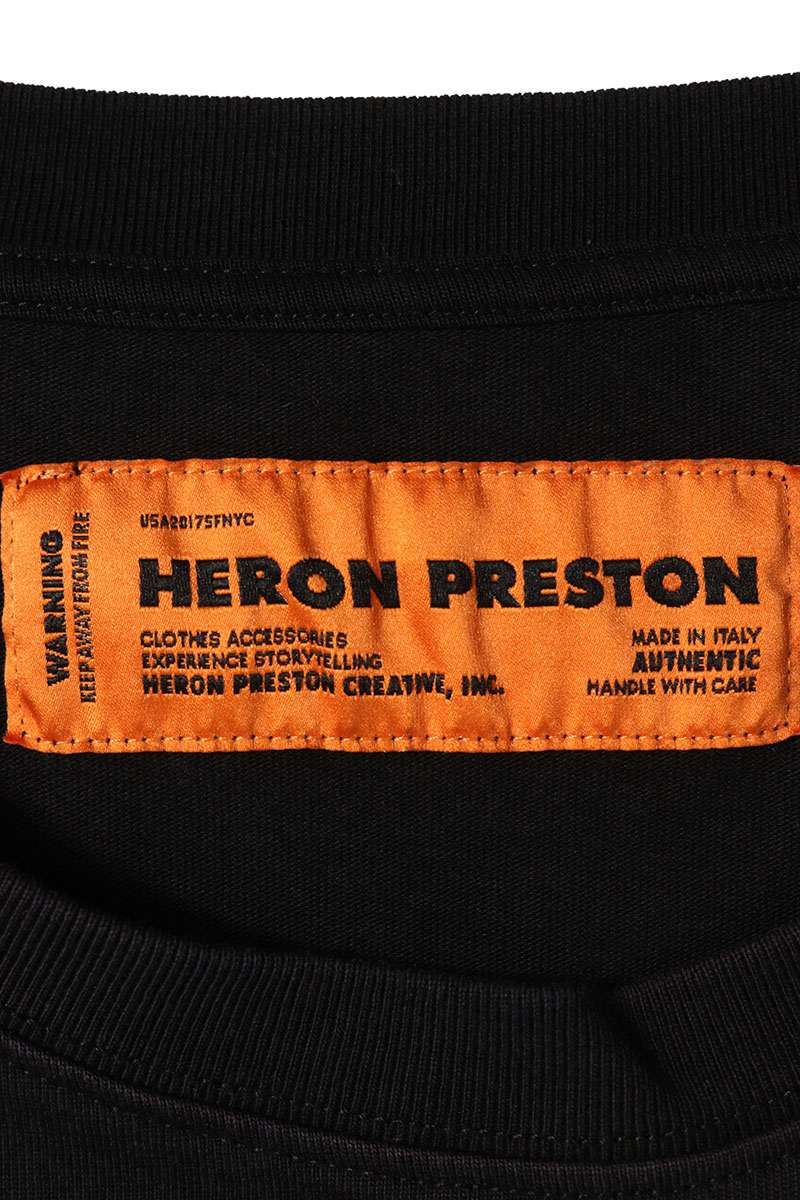 WARNING
KEEP AWAY FROM FIRE
USA2017SFNYC
HERON PRESTON
CLOTHES ACCESSORIES
EXPERIENCE STORYTELLING
HERON PRESTON CREATIVE, INC.
MADE IN ITALY
AUTHENTIC
HANDLE WITH CARE